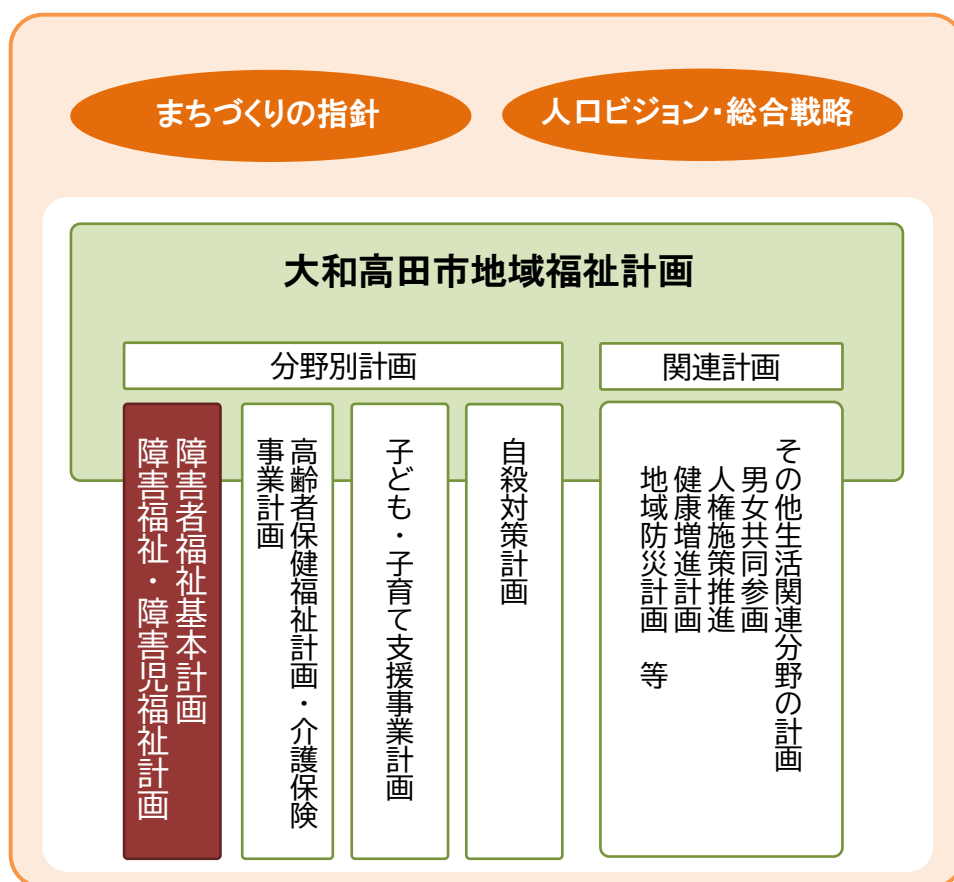 まちづくりの指針
人口ビジョン・総合戦略
大和高田市地域福祉計画
分野別計画
関連計画
障害者福祉基本計画
障害福祉・障害児福祉計画
高齢者保健福祉計画・介護保険
事業計画
子ども・子育て支援事業計画
自殺対策計画
その他生活関連分野の計画
男女共同参画
人権施策推進
健康増進計画
地域防災計画 等